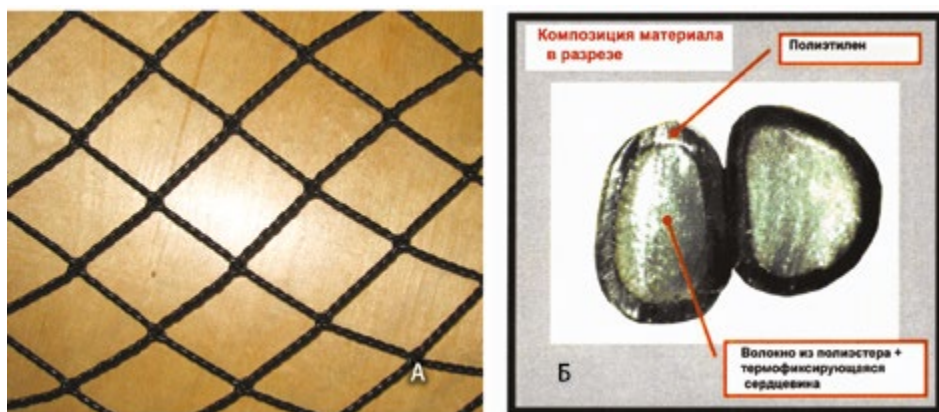 Композиция материала
в разрезе
Полиэтилен
Волокно из полиэстера +
термофиксирующаяся
сердцевина
А
Б